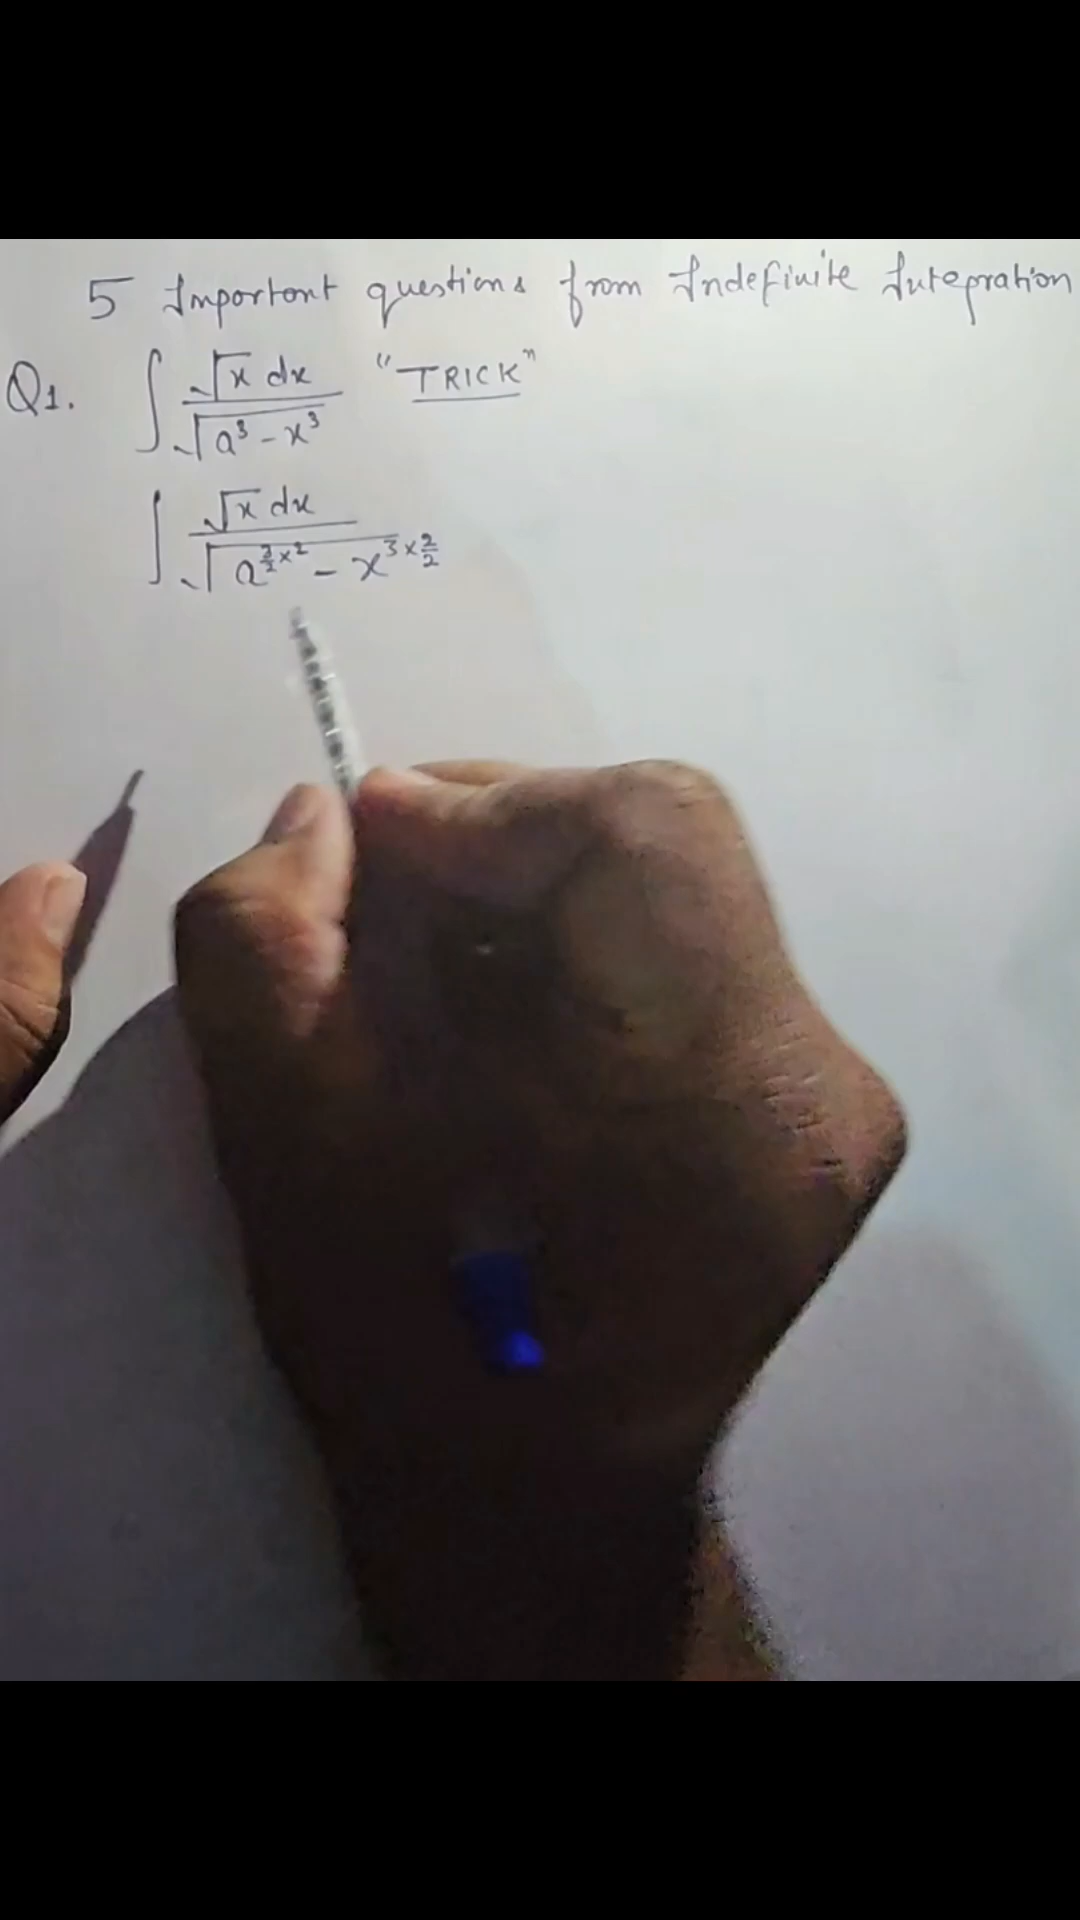 5 Important questions from Indefinite Integration
Q1. ∫ √x dx / √(a³ - x³) "TRICK"
∫ √x dx / √(a^(3/2 × 2) - x^(3 × 2/2))